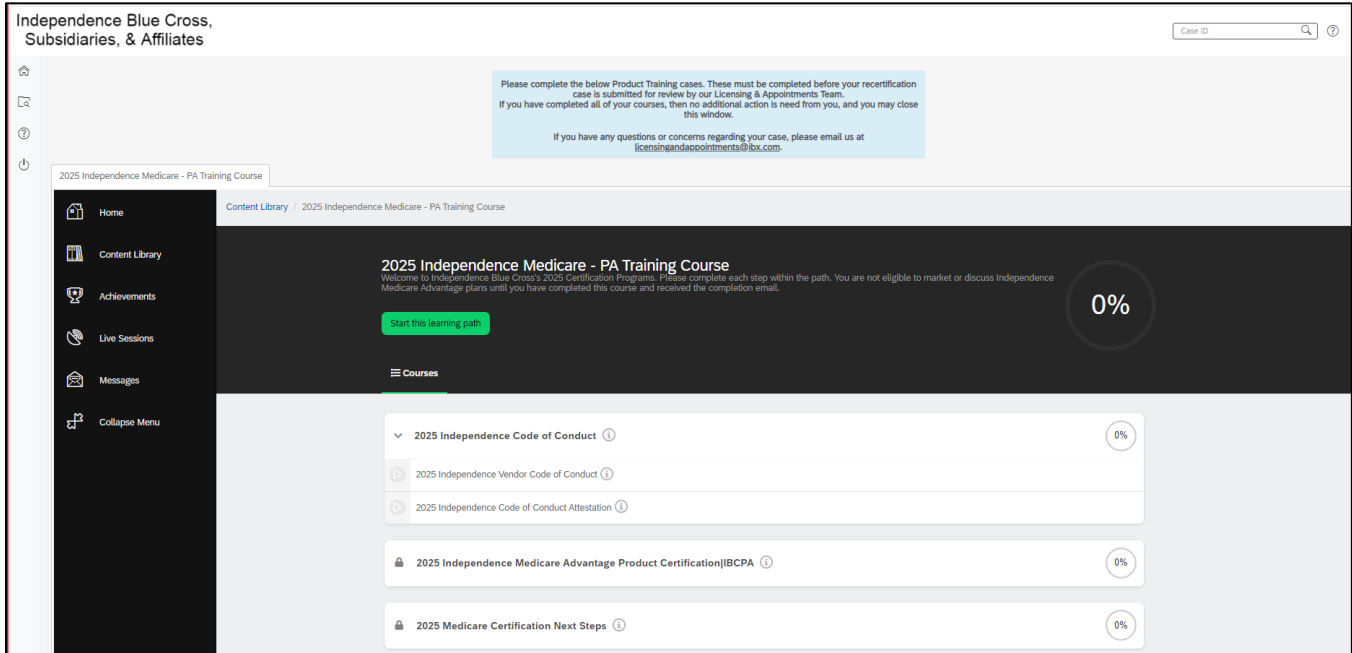 Independence Blue Cross,
Subsidiaries, & Affiliates
Case ID
Please complete the below Product Training cases. These must be completed before your recertification
case is submitted for review by our Licensing & Appointments Team.
If you have completed all of your courses, then no additional action is need from you, and you may close
this window.
If you have any questions or concerns regarding your case, please email us at
licensingandappointments@ibx.com.
2025 Independence Medicare - PA Training Course
Home
Content Library
Achievements
Live Sessions
Messages
Collapse Menu
Content Library / 2025 Independence Medicare - PA Training Course
2025 Independence Medicare - PA Training Course
Welcome to Independence Blue Cross's 2025 Certification Programs. Please complete each step within the path. You are not eligible to market or discuss Independence
Medicare Advantage plans until you have completed this course and received the completion email.
0%
Start this learning path
Courses
2025 Independence Code of Conduct
0%
2025 Independence Vendor Code of Conduct
2025 Independence Code of Conduct Attestation
2025 Independence Medicare Advantage Product Certification|IBCPA
0%
2025 Medicare Certification Next Steps
0%